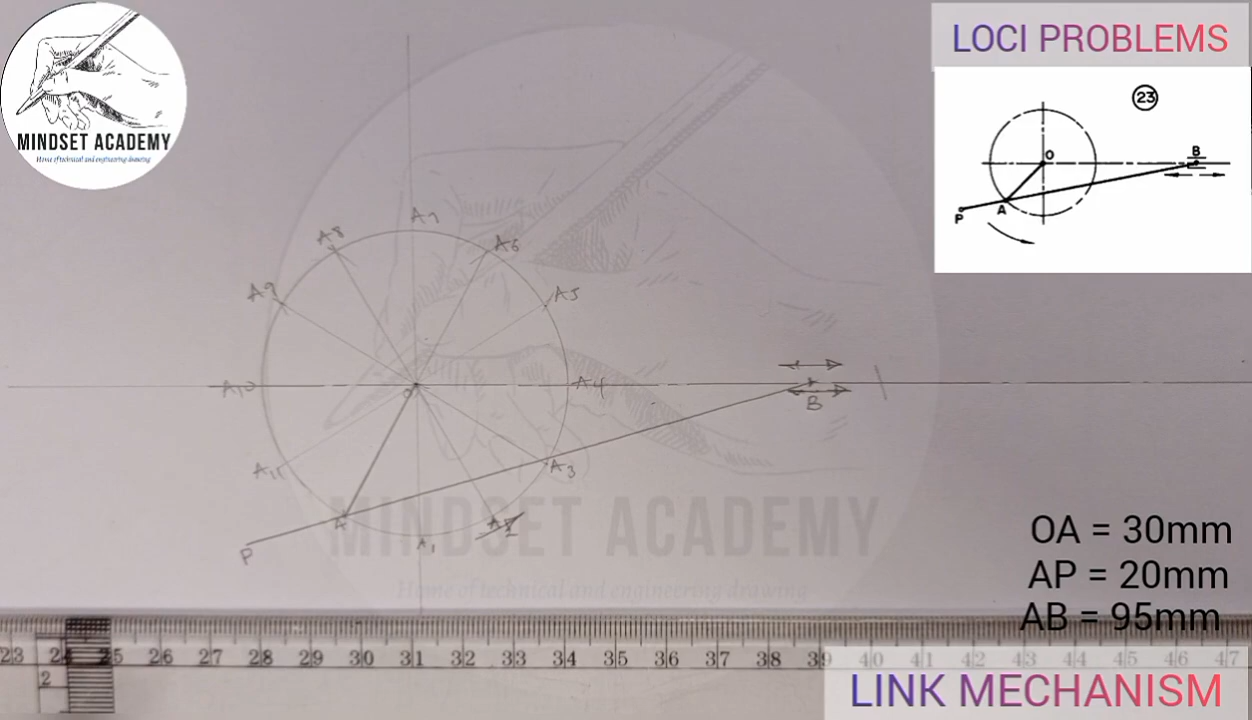 MINDSET ACADEMY
Home of technical and engineering drawing
LOCI PROBLEMS
23
O
B
A
P
A7
A8
A6
A9
A5
A10
O
A4
B
A11
A3
A
A2
P
A1
MINDSET ACADEMY
Home of technical and engineering drawing
OA = 30mm
AP = 20mm
AB = 95mm
23 24 25 26 27 28 29 30 31 32 33 34 35 36 37 38 39 40 41 42 43 44 45 46 47
2
LINK MECHANISM